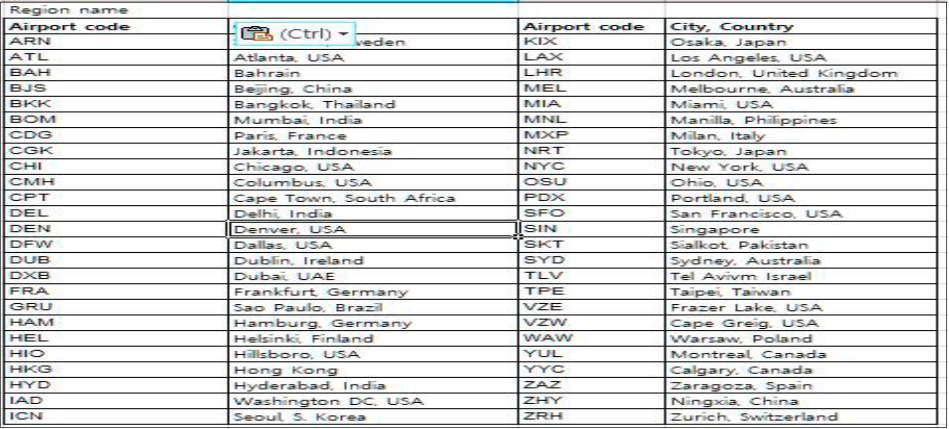 Region name
Airport code (Ctrl) Airport code City, Country
ARN KIX Osaka, Japan
ATL Atlanta, USA LAX Los Angeles, USA
BAH Bahrain LHR London, United Kingdom
BJS Beijing, China MEL Melbourne, Australia
BKK Bangkok, Thailand MIA Miami, USA
BOM Mumbai, India MNL Manilla, Philippines
CDG Paris, France MXP Milan, Italy
CGK Jakarta, Indonesia NRT Tokyo, Japan
CHI Chicago, USA NYC New York, USA
CMH Columbus, USA OSU Ohio, USA
CPT Cape Town, South Africa PDX Portland, USA
DEL Delhi, India SFO San Francisco, USA
DEN Denver, USA SIN Singapore
DFW Dallas, USA SKT Sialkot, Pakistan
DUB Dublin, Ireland SYD Sydney, Australia
DXB Dubai, UAE TLV Tel Avivm Israel
FRA Frankfurt, Germany TPE Taipei, Taiwan
GRU Sao Paulo, Brazil VZE Frazer Lake, USA
HAM Hamburg, Germany VZW Cape Greig, USA
HEL Helsinki, Finland WAW Warsaw, Poland
HIO Hillsboro, USA YUL Montreal, Canada
HKG Hong Kong YYC Calgary, Canada
HYD Hyderabad, India ZAZ Zaragoza, Spain
IAD Washington DC, USA ZHY Ningxia, China
ICN Seoul, S. Korea ZRH Zurich, Switzerland